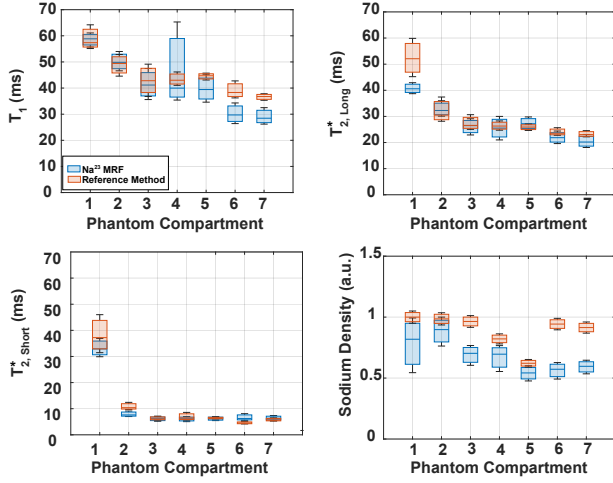 70
60
50
40
30
20
10
0
T1 (ms)
Na23 MRF
Reference Method
1 2 3 4 5 6 7
Phantom Compartment
60
50
40
30
20
10
0
T*2, Long (ms)
1 2 3 4 5 6 7
Phantom Compartment
70
60
50
40
30
20
10
0
T*2, Short (ms)
1 2 3 4 5 6 7
Phantom Compartment
1.5
1
0.5
0
Sodium Density (a.u.)
1 2 3 4 5 6 7
Phantom Compartment